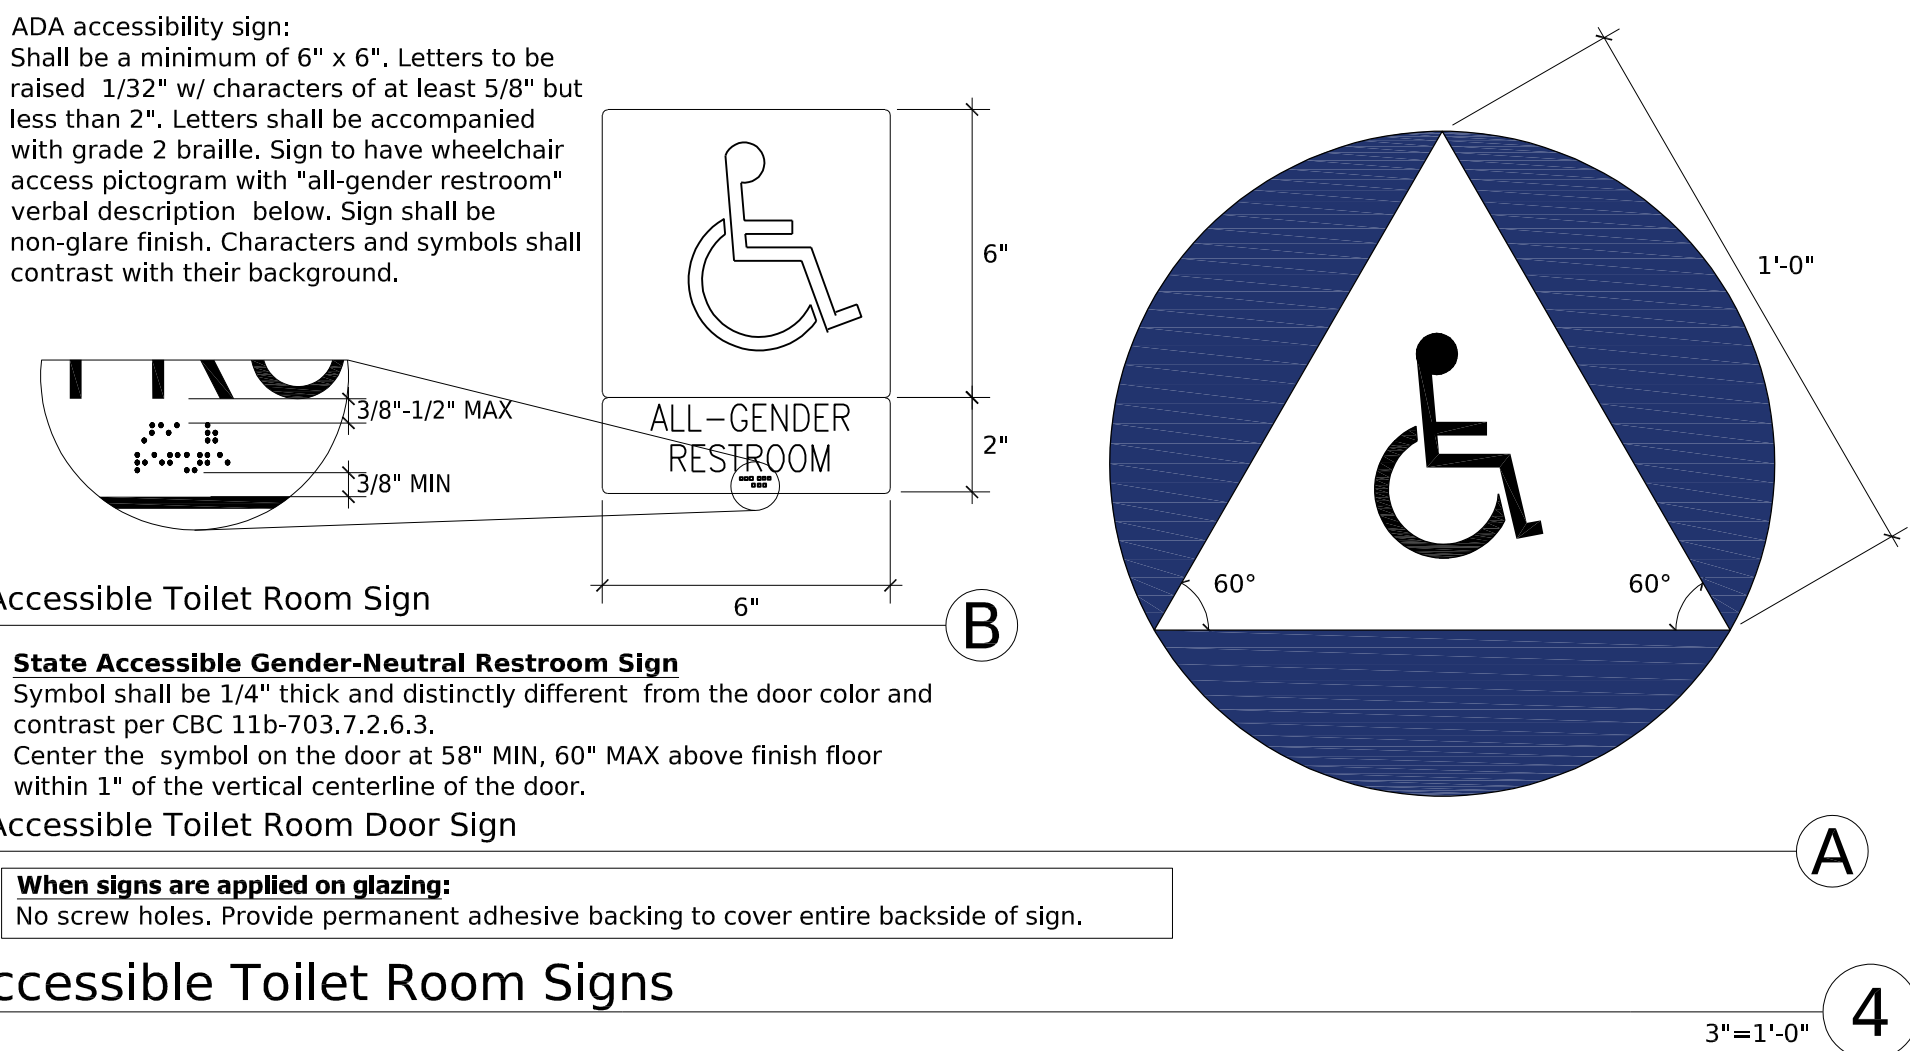 ADA accessibility sign:
Shall be a minimum of 6" x 6". Letters to be
raised 1/32" w/ characters of at least 5/8" but
less than 2". Letters shall be accompanied
with grade 2 braille. Sign to have wheelchair
access pictogram with "all-gender restroom"
verbal description below. Sign shall be
non-glare finish. Characters and symbols shall
contrast with their background.
3/8"-1/2" MAX
3/8" MIN
ALL-GENDER
RESTROOM
6"
2"
6"
Accessible Toilet Room Sign
B
1'-0"
60°
60°
State Accessible Gender-Neutral Restroom Sign
Symbol shall be 1/4" thick and distinctly different from the door color and
contrast per CBC 11b-703.7.2.6.3.
Center the symbol on the door at 58" MIN, 60" MAX above finish floor
within 1" of the vertical centerline of the door.
Accessible Toilet Room Door Sign
A
When signs are applied on glazing:
No screw holes. Provide permanent adhesive backing to cover entire backside of sign.
ccessible Toilet Room Signs
3"=1'-0"
4